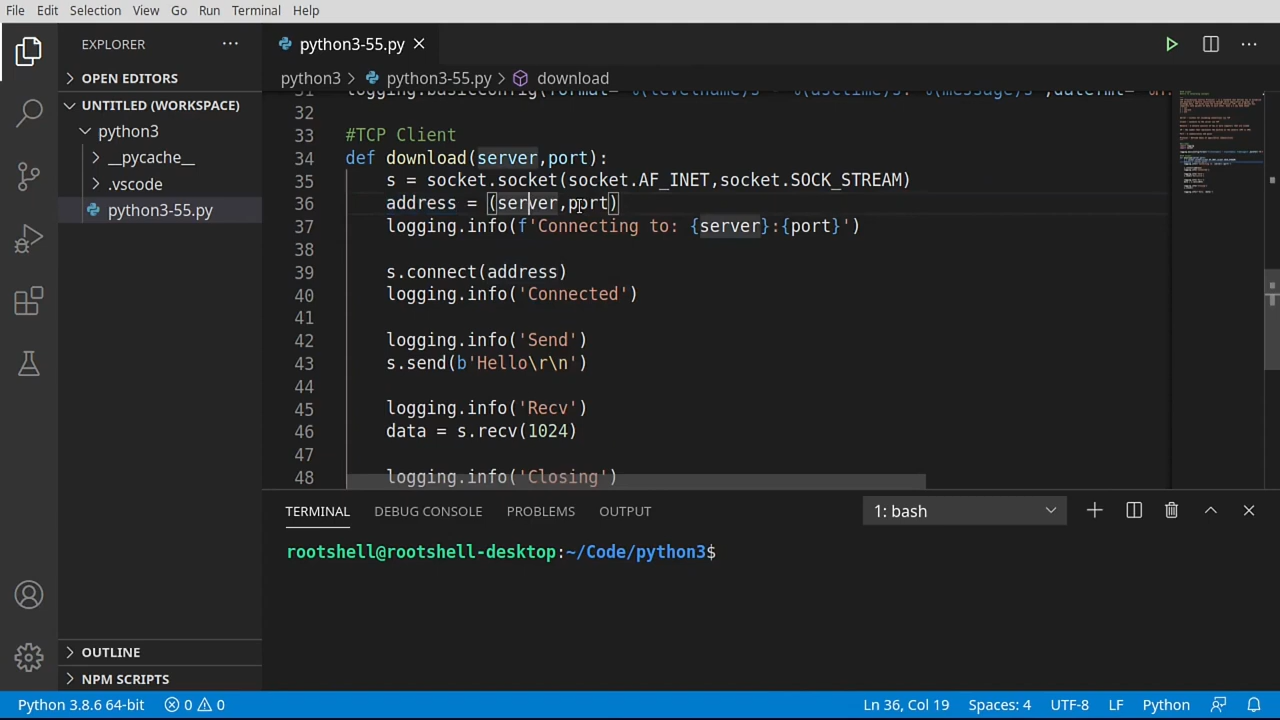 File Edit Selection View Go Run Terminal Help
EXPLORER ··· python3-55.py
OPEN EDITORS
UNTITLED (WORKSPACE)
python3
__pycache__
.vscode
python3-55.py
OUTLINE
NPM SCRIPTS
python3 > python3-55.py > download
31
32
33 #TCP Client
34 def download(server,port):
35 s = socket.socket(socket.AF_INET,socket.SOCK_STREAM)
36 address = (server,port)
37 logging.info(f'Connecting to: {server}:{port}')
38
39 s.connect(address)
40 logging.info('Connected')
41
42 logging.info('Send')
43 s.send(b'Hello\r\n')
44
45 logging.info('Recv')
46 data = s.recv(1024)
47
48 logging.info('Closing')
TERMINAL DEBUG CONSOLE PROBLEMS OUTPUT 1: bash
rootshell@rootshell-desktop:~/Code/python3$
Python 3.8.6 64-bit 0 0 Ln 36, Col 19 Spaces: 4 UTF-8 LF Python